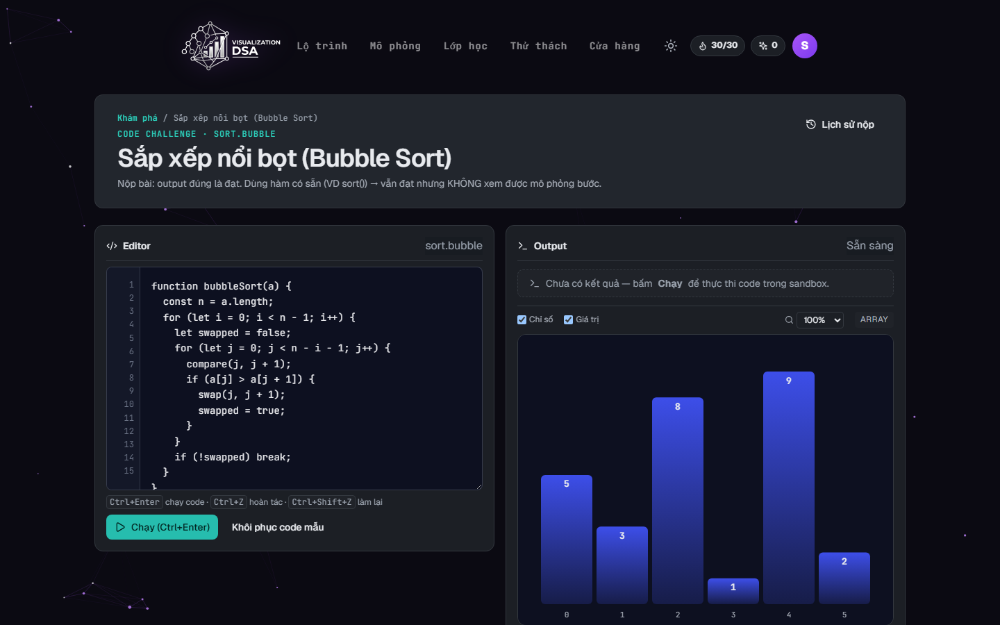 VISUALIZATION
DSA
Lộ trình
Mô phỏng
Lớp học
Thử thách
Cửa hàng
30/30
0
S
Khám phá / Sắp xếp nổi bọt (Bubble Sort)
CODE CHALLENGE · SORT.BUBBLE
Sắp xếp nổi bọt (Bubble Sort)
Nộp bài: output đúng là đạt. Dùng hàm có sẵn (VD sort()) → vẫn đạt nhưng KHÔNG xem được mô phỏng bước.
Lịch sử nộp
Editor
sort.bubble
1
2
3
4
5
6
7
8
9
10
11
12
13
14
15
function bubbleSort(a) {
  const n = a.length;
  for (let i = 0; i < n - 1; i++) {
    let swapped = false;
    for (let j = 0; j < n - i - 1; j++) {
      compare(j, j + 1);
      if (a[j] > a[j + 1]) {
        swap(j, j + 1);
        swapped = true;
      }
    }
    if (!swapped) break;
  }
}
Ctrl+Enter chạy code · Ctrl+Z hoàn tác · Ctrl+Shift+Z làm lại
Chạy (Ctrl+Enter)
Khôi phục code mẫu
Output
Sẵn sàng
Chưa có kết quả — bấm Chạy để thực thi code trong sandbox.
Chỉ số
Giá trị
100%
ARRAY
5
3
8
1
9
2
0
1
2
3
4
5